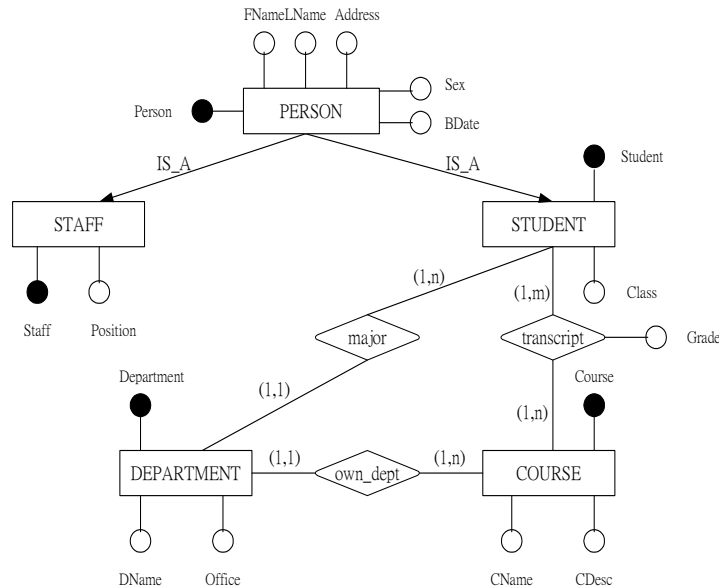 FNameLName Address
Sex
Person PERSON
BDate
IS_A IS_A Student
STAFF STUDENT
(1,n) (1,m) Class
Staff Position
major transcript Grade
Department Course
(1,1) (1,n)
DEPARTMENT (1,1) own_dept (1,n) COURSE
DName Office CName CDesc